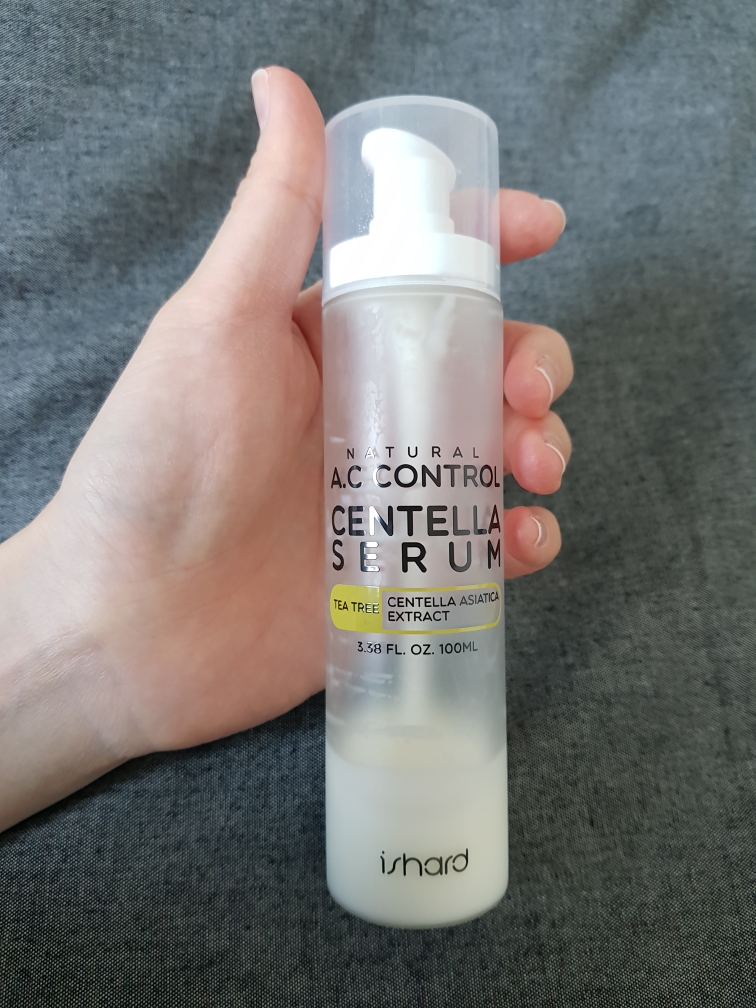 NATURAL
A.C CONTROL
CENTELLA
SERUM
TEA TREE CENTELLA ASIATICA
EXTRACT
3.38 FL. OZ. 100ML
ishard